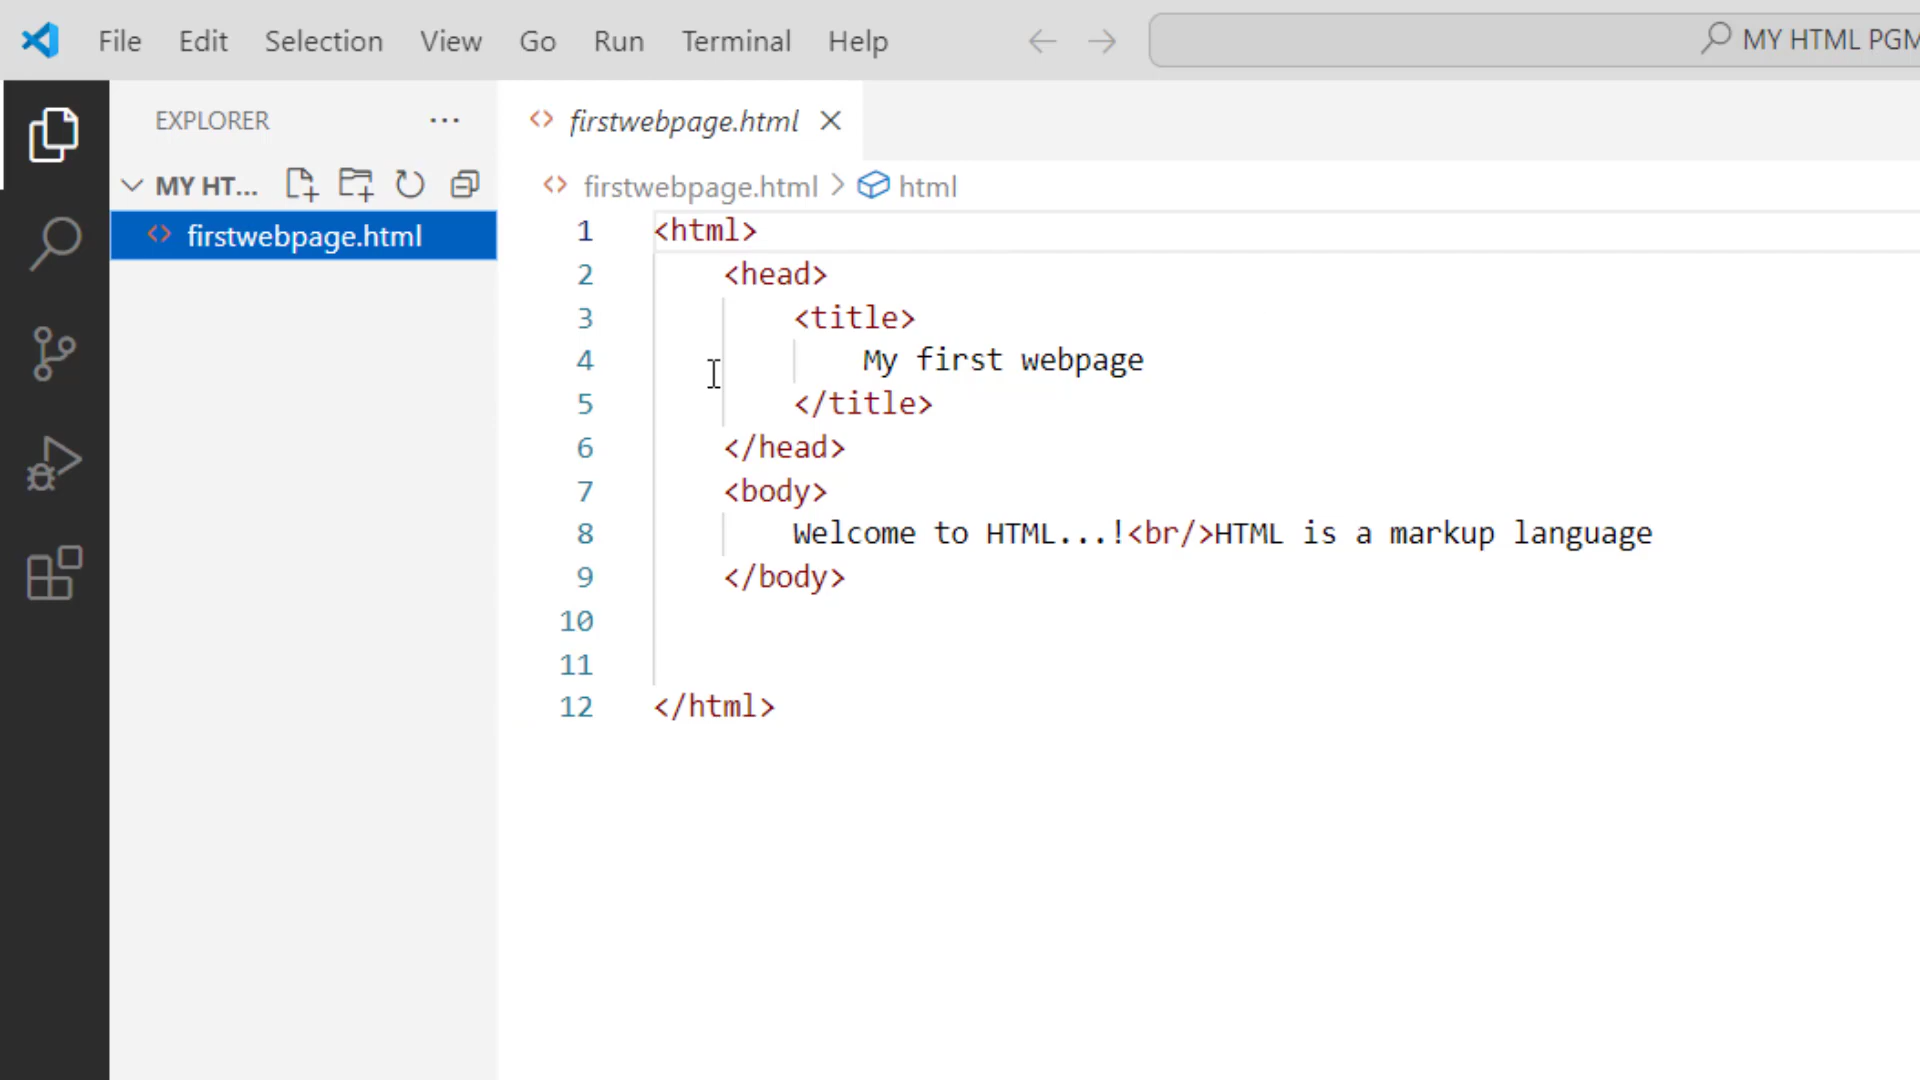 File Edit Selection View Go Run Terminal Help
MY HTML PGM
EXPLORER ...
firstwebpage.html
MY HT...
firstwebpage.html > html
firstwebpage.html
1 <html>
2 <head>
3 <title>
4 My first webpage
5 </title>
6 </head>
7 <body>
8 Welcome to HTML...!<br/>HTML is a markup language
9 </body>
10
11
12 </html>